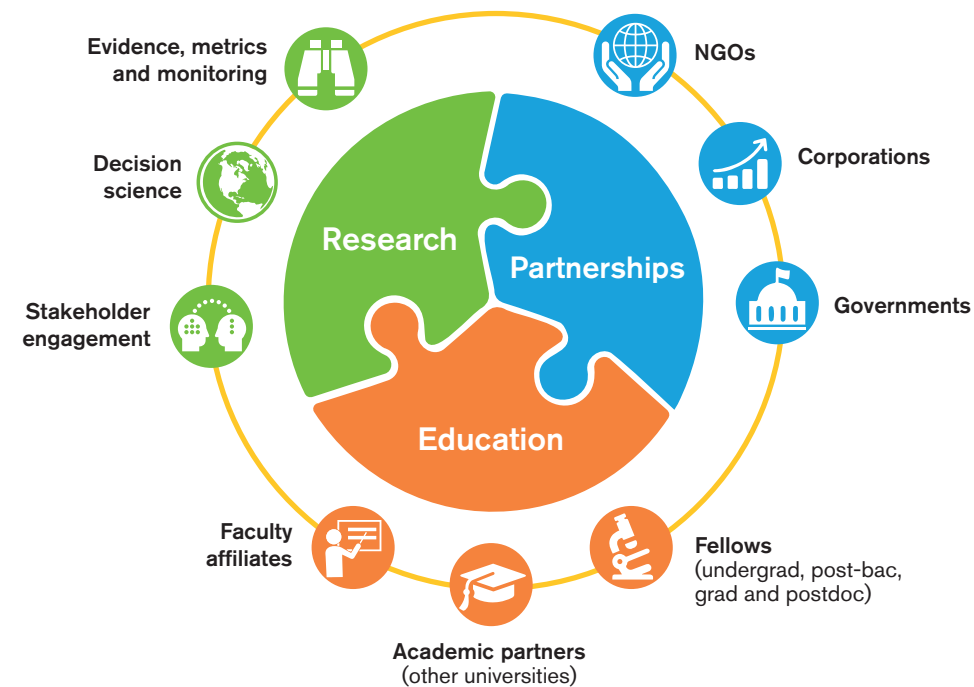 Evidence, metrics
and monitoring
NGOs
Decision
science
Corporations
Research
Partnerships
Stakeholder
engagement
Governments
Education
Faculty
affiliates
Fellows
(undergrad, post-bac,
grad and postdoc)
Academic partners
(other universities)